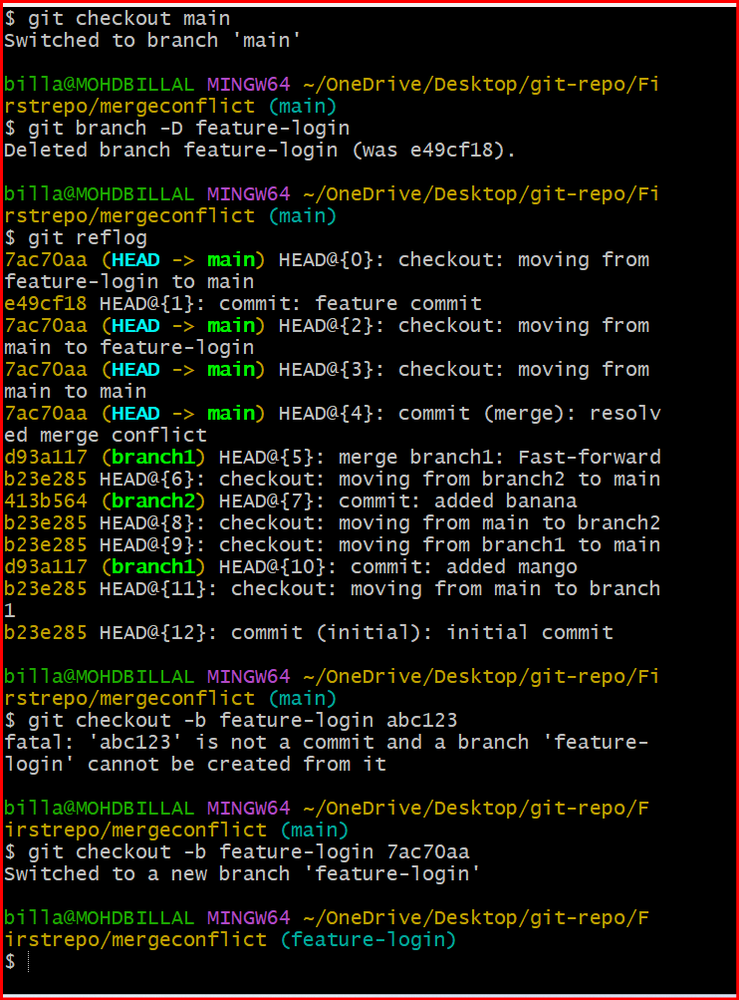 $ git checkout main
Switched to branch 'main'
billa@MOHDBILLAL MINGW64 ~/OneDrive/Desktop/git-repo/Fi
rstrepo/mergeconflict (main)
$ git branch -D feature-login
Deleted branch feature-login (was e49cf18).
billa@MOHDBILLAL MINGW64 ~/OneDrive/Desktop/git-repo/Fi
rstrepo/mergeconflict (main)
$ git reflog
7ac70aa (HEAD -> main) HEAD@{0}: checkout: moving from
feature-login to main
e49cf18 HEAD@{1}: commit: feature commit
7ac70aa (HEAD -> main) HEAD@{2}: checkout: moving from
main to feature-login
7ac70aa (HEAD -> main) HEAD@{3}: checkout: moving from
main to main
7ac70aa (HEAD -> main) HEAD@{4}: commit (merge): resolv
ed merge conflict
d93a117 (branch1) HEAD@{5}: merge branch1: Fast-forward
b23e285 HEAD@{6}: checkout: moving from branch2 to main
413b564 (branch2) HEAD@{7}: commit: added banana
b23e285 HEAD@{8}: checkout: moving from main to branch2
b23e285 HEAD@{9}: checkout: moving from branch1 to main
d93a117 (branch1) HEAD@{10}: commit: added mango
b23e285 HEAD@{11}: checkout: moving from main to branch
1
b23e285 HEAD@{12}: commit (initial): initial commit
billa@MOHDBILLAL MINGW64 ~/OneDrive/Desktop/git-repo/Fi
rstrepo/mergeconflict (main)
$ git checkout -b feature-login abc123
fatal: 'abc123' is not a commit and a branch 'feature-
login' cannot be created from it
billa@MOHDBILLAL MINGW64 ~/OneDrive/Desktop/git-repo/F
irstrepo/mergeconflict (main)
$ git checkout -b feature-login 7ac70aa
Switched to a new branch 'feature-login'
billa@MOHDBILLAL MINGW64 ~/OneDrive/Desktop/git-repo/F
irstrepo/mergeconflict (feature-login)
$